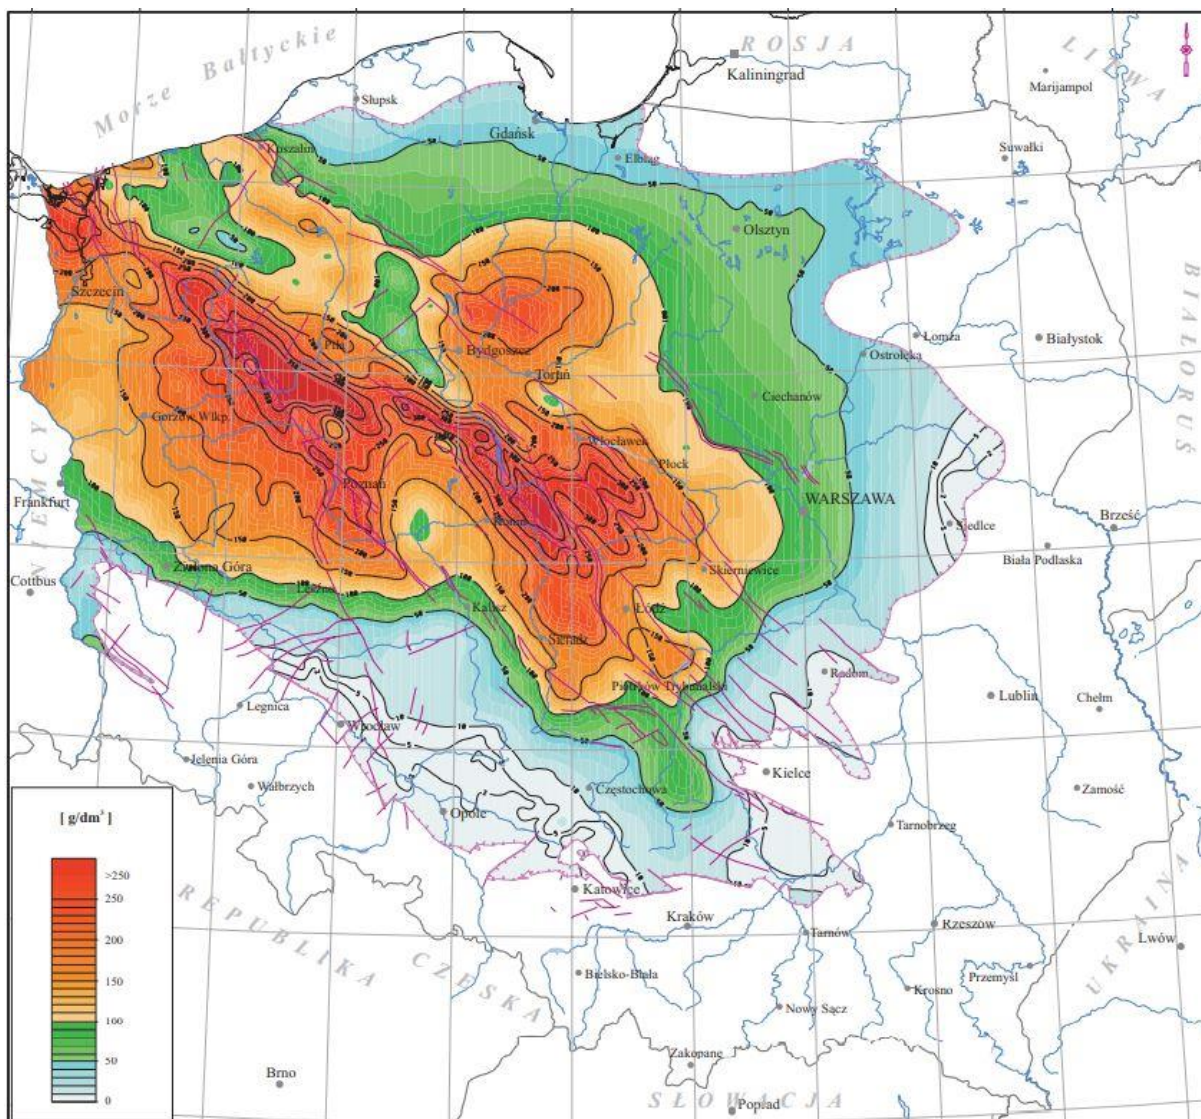 Morze Bałtyckie
ROSJA
LITWA
Kaliningrad
Marijampol
Słupsk
Gdańsk
Koszalin
Elbląg
Suwałki
Olsztyn
BIAŁORUŚ
Szczecin
Piła
Bydgoszcz
Toruń
Łomża
Białystok
Ostrołęka
Ciechanów
Gorzów Wlkp.
Włocławek
Płock
NIEMCY
Frankfurt
Poznań
Konin
WARSZAWA
Siedlce
Brześć
Biała Podlaska
Cottbus
Zielona Góra
Leszno
Kalisz
Skierniewice
Łódź
Sieradz
Piotrków Trybunalski
Radom
Lublin
Chełm
Legnica
Wrocław
Jelenia Góra
Wałbrzych
Kielce
Zamość
Częstochowa
Opole
Tarnobrzeg
[ g/dm³ ]
>250
250
200
150
100
50
0
REPUBLIKA CZESKA
Katowice
Kraków
Tarnów
Rzeszów
Lwów
UKRAINA
Bielsko-Biała
Przemyśl
Krosno
Nowy Sącz
Zakopane
Brno
SŁOWACJA
Poprad